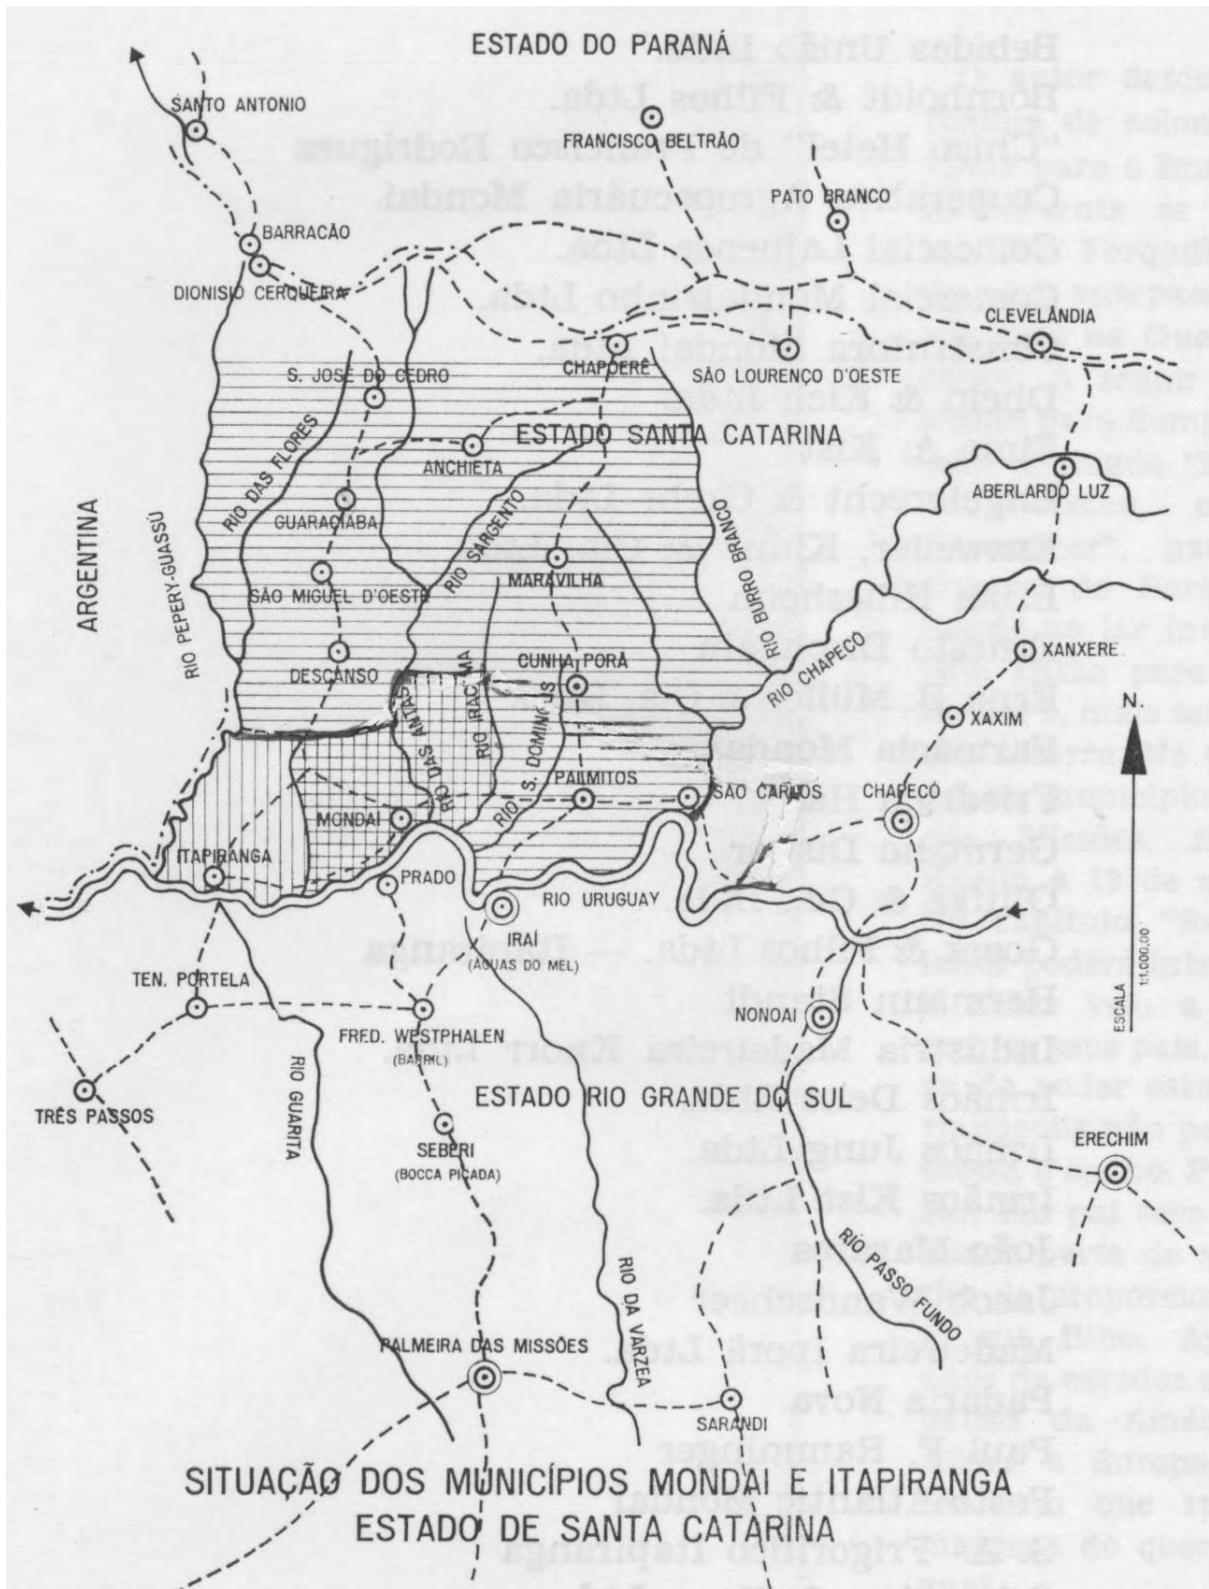 ESTADO DO PARANÁ
SANTO ANTONIO
FRANCISCO BELTRÃO
PATO BRANCO
BARRACÃO
DIONISIO CERQUEIRA
CLEVELÂNDIA
CHAPOERÊ
SÃO LOURENÇO D'OESTE
S. JOSÉ DO CEDRO
ESTADO SANTA CATARINA
ANCHIETA
RIO DAS FLORES
ABERLARDO LUZ
GUARACIABA
RIO SARGENTO
RIO BURRO BRANCO
ARGENTINA
RIO PEPERY-GUASSÚ
MARAVILHA
SÃO MIGUEL D'OESTE
DESCANSO
CUNHA PORÃ
RIO CHAPECÓ
XANXERE.
XAXIM
N.
RIO DAS ANTAS
RIO S. DOMINGOS
PALMITOS
SÃO CARLOS
CHAPECÓ
MONDAI
ITAPIRANGA
PRADO
RIO URUGUAY
IRAÍ
(ÁGUAS DO MEL)
TEN. PORTELA
NONOAI
ESCALA 1:1.000,00
FRED. WESTPHALEN
(BARRIL)
RIO GUARITA
ESTADO RIO GRANDE DO SUL
TRÊS PASSOS
SEBERI
(BOCCA PIÇADA)
ERECHIM
RIO PASSO FUNDO
RIO DA VARZEA
PALMEIRA DAS MISSÕES
SARANDI
SITUAÇÃO DOS MUNICÍPIOS MONDAI E ITAPIRANGA
ESTADO DE SANTA CATARINA